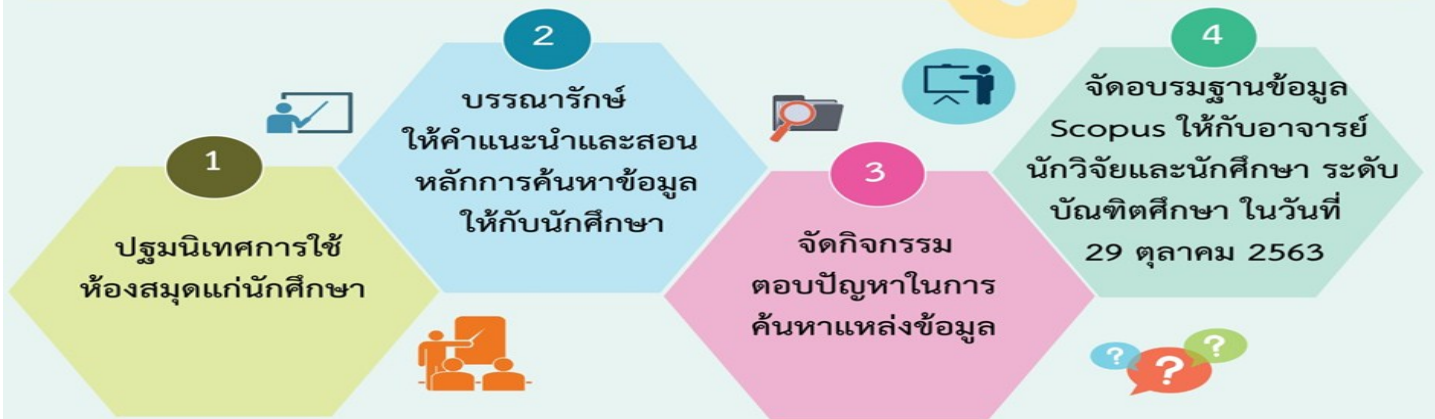 1
ปฐมนิเทศการใช้
ห้องสมุดแก่นักศึกษา
2
บรรณารักษ์
ให้คำแนะนำและสอน
หลักการค้นหาข้อมูล
ให้กับนักศึกษา
3
จัดกิจกรรม
ตอบปัญหาในการ
ค้นหาแหล่งข้อมูล
4
จัดอบรมฐานข้อมูล
Scopus ให้กับอาจารย์
นักวิจัยและนักศึกษา ระดับ
บัณฑิตศึกษา ในวันที่
29 ตุลาคม 2563
? ? ?